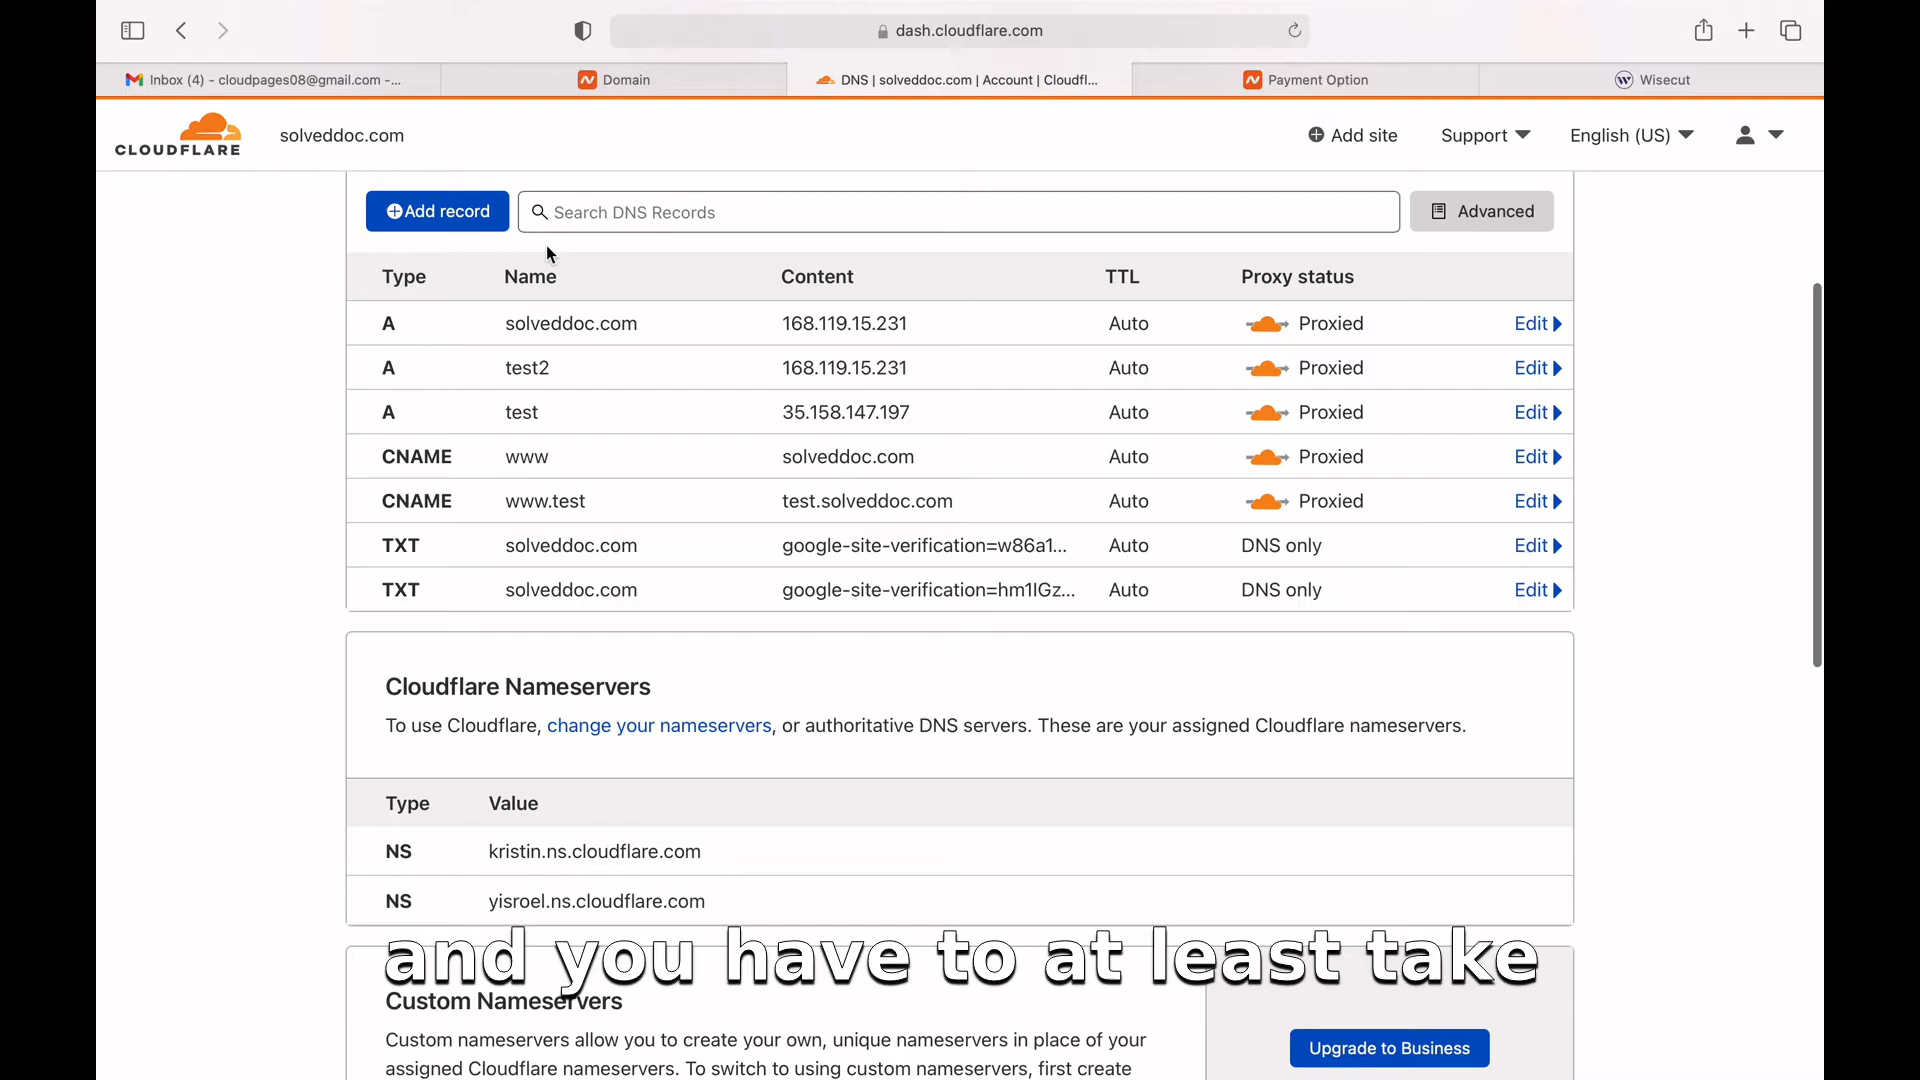 dash.cloudflare.com
Inbox (4) - cloudpages08@gmail.com -...
Domain
DNS | solveddoc.com | Account | Cloudfl...
Payment Option
Wisecut
CLOUDFLARE
solveddoc.com
Add site
Support
English (US)
Add record
Search DNS Records
Advanced
Type Name Content TTL Proxy status
A solveddoc.com 168.119.15.231 Auto Proxied Edit
A test2 168.119.15.231 Auto Proxied Edit
A test 35.158.147.197 Auto Proxied Edit
CNAME www solveddoc.com Auto Proxied Edit
CNAME www.test test.solveddoc.com Auto Proxied Edit
TXT solveddoc.com google-site-verification=w86a1... Auto DNS only Edit
TXT solveddoc.com google-site-verification=hm1IGz... Auto DNS only Edit
Cloudflare Nameservers
To use Cloudflare, change your nameservers, or authoritative DNS servers. These are your assigned Cloudflare nameservers.
Type Value
NS kristin.ns.cloudflare.com
NS yisroel.ns.cloudflare.com
and you have to at least take
Custom Nameservers
Custom nameservers allow you to create your own, unique nameservers in place of your
assigned Cloudflare nameservers. To switch to using custom nameservers, first create
Upgrade to Business